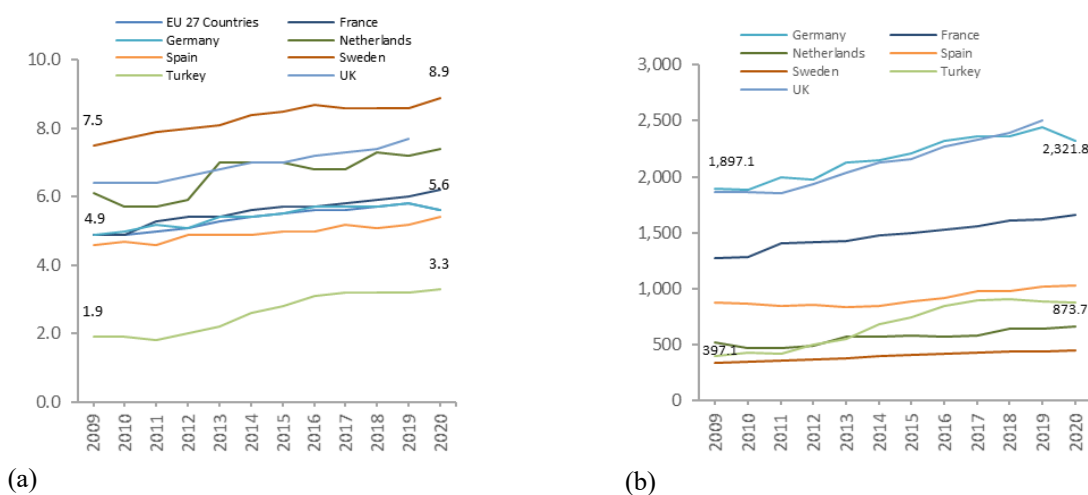 EU 27 Countries France
Germany Netherlands
Spain Sweden
Turkey UK
10.0
8.0
6.0
4.0
2.0
0.0
7.5
8.9
4.9
5.6
1.9
3.3
2009 2010 2011 2012 2013 2014 2015 2016 2017 2018 2019 2020
(a)
Germany France
Netherlands Spain
Sweden Turkey
UK
3,000
2,500
2,000
1,500
1,000
500
0
1,897.1
2,321.8
397.1
873.7
2009 2010 2011 2012 2013 2014 2015 2016 2017 2018 2019 2020
(b)